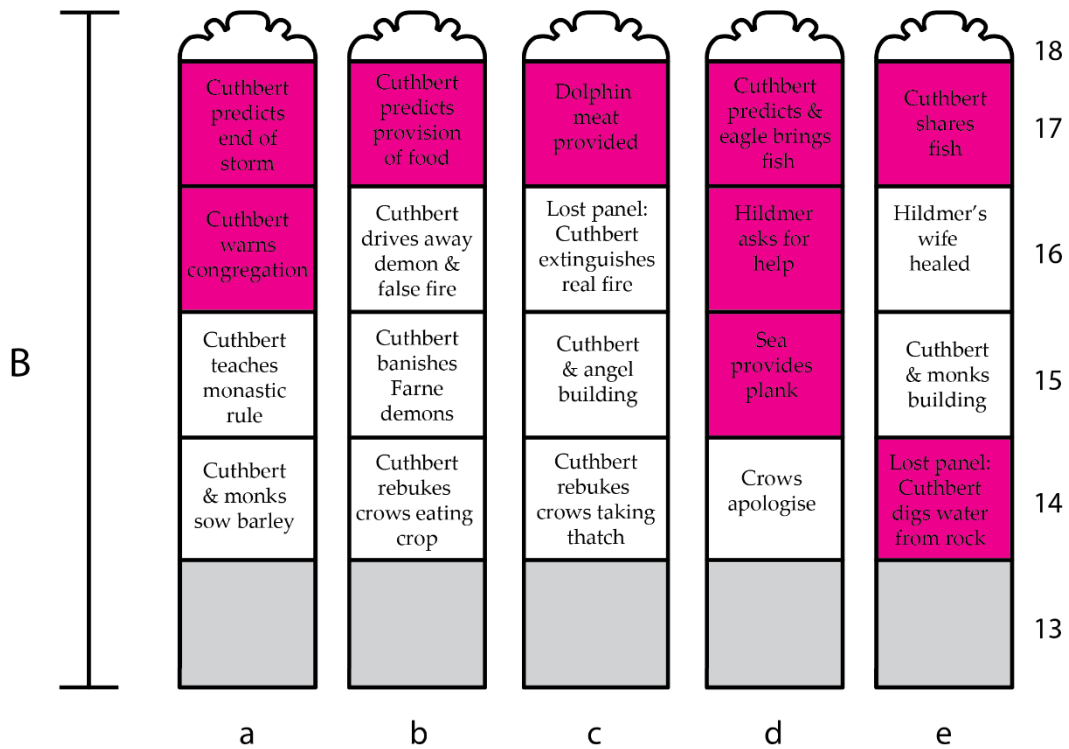 18
Cuthbert
predicts
end of
storm
Cuthbert
predicts
provision
of food
Dolphin
meat
provided
Cuthbert
predicts &
eagle brings
fish
Cuthbert
shares
fish
17
Cuthbert
warns
congregation
Cuthbert
drives away
demon &
false fire
Lost panel:
Cuthbert
extinguishes
real fire
Hildmer
asks for
help
Hildmer’s
wife
healed
16
B
Cuthbert
teaches
monastic
rule
Cuthbert
banishes
Farne
demons
Cuthbert
& angel
building
Sea
provides
plank
Cuthbert
& monks
building
15
Cuthbert
& monks
sow barley
Cuthbert
rebukes
crows eating
crop
Cuthbert
rebukes
crows taking
thatch
Crows
apologise
Lost panel:
Cuthbert
digs water
from rock
14
13
a
b
c
d
e